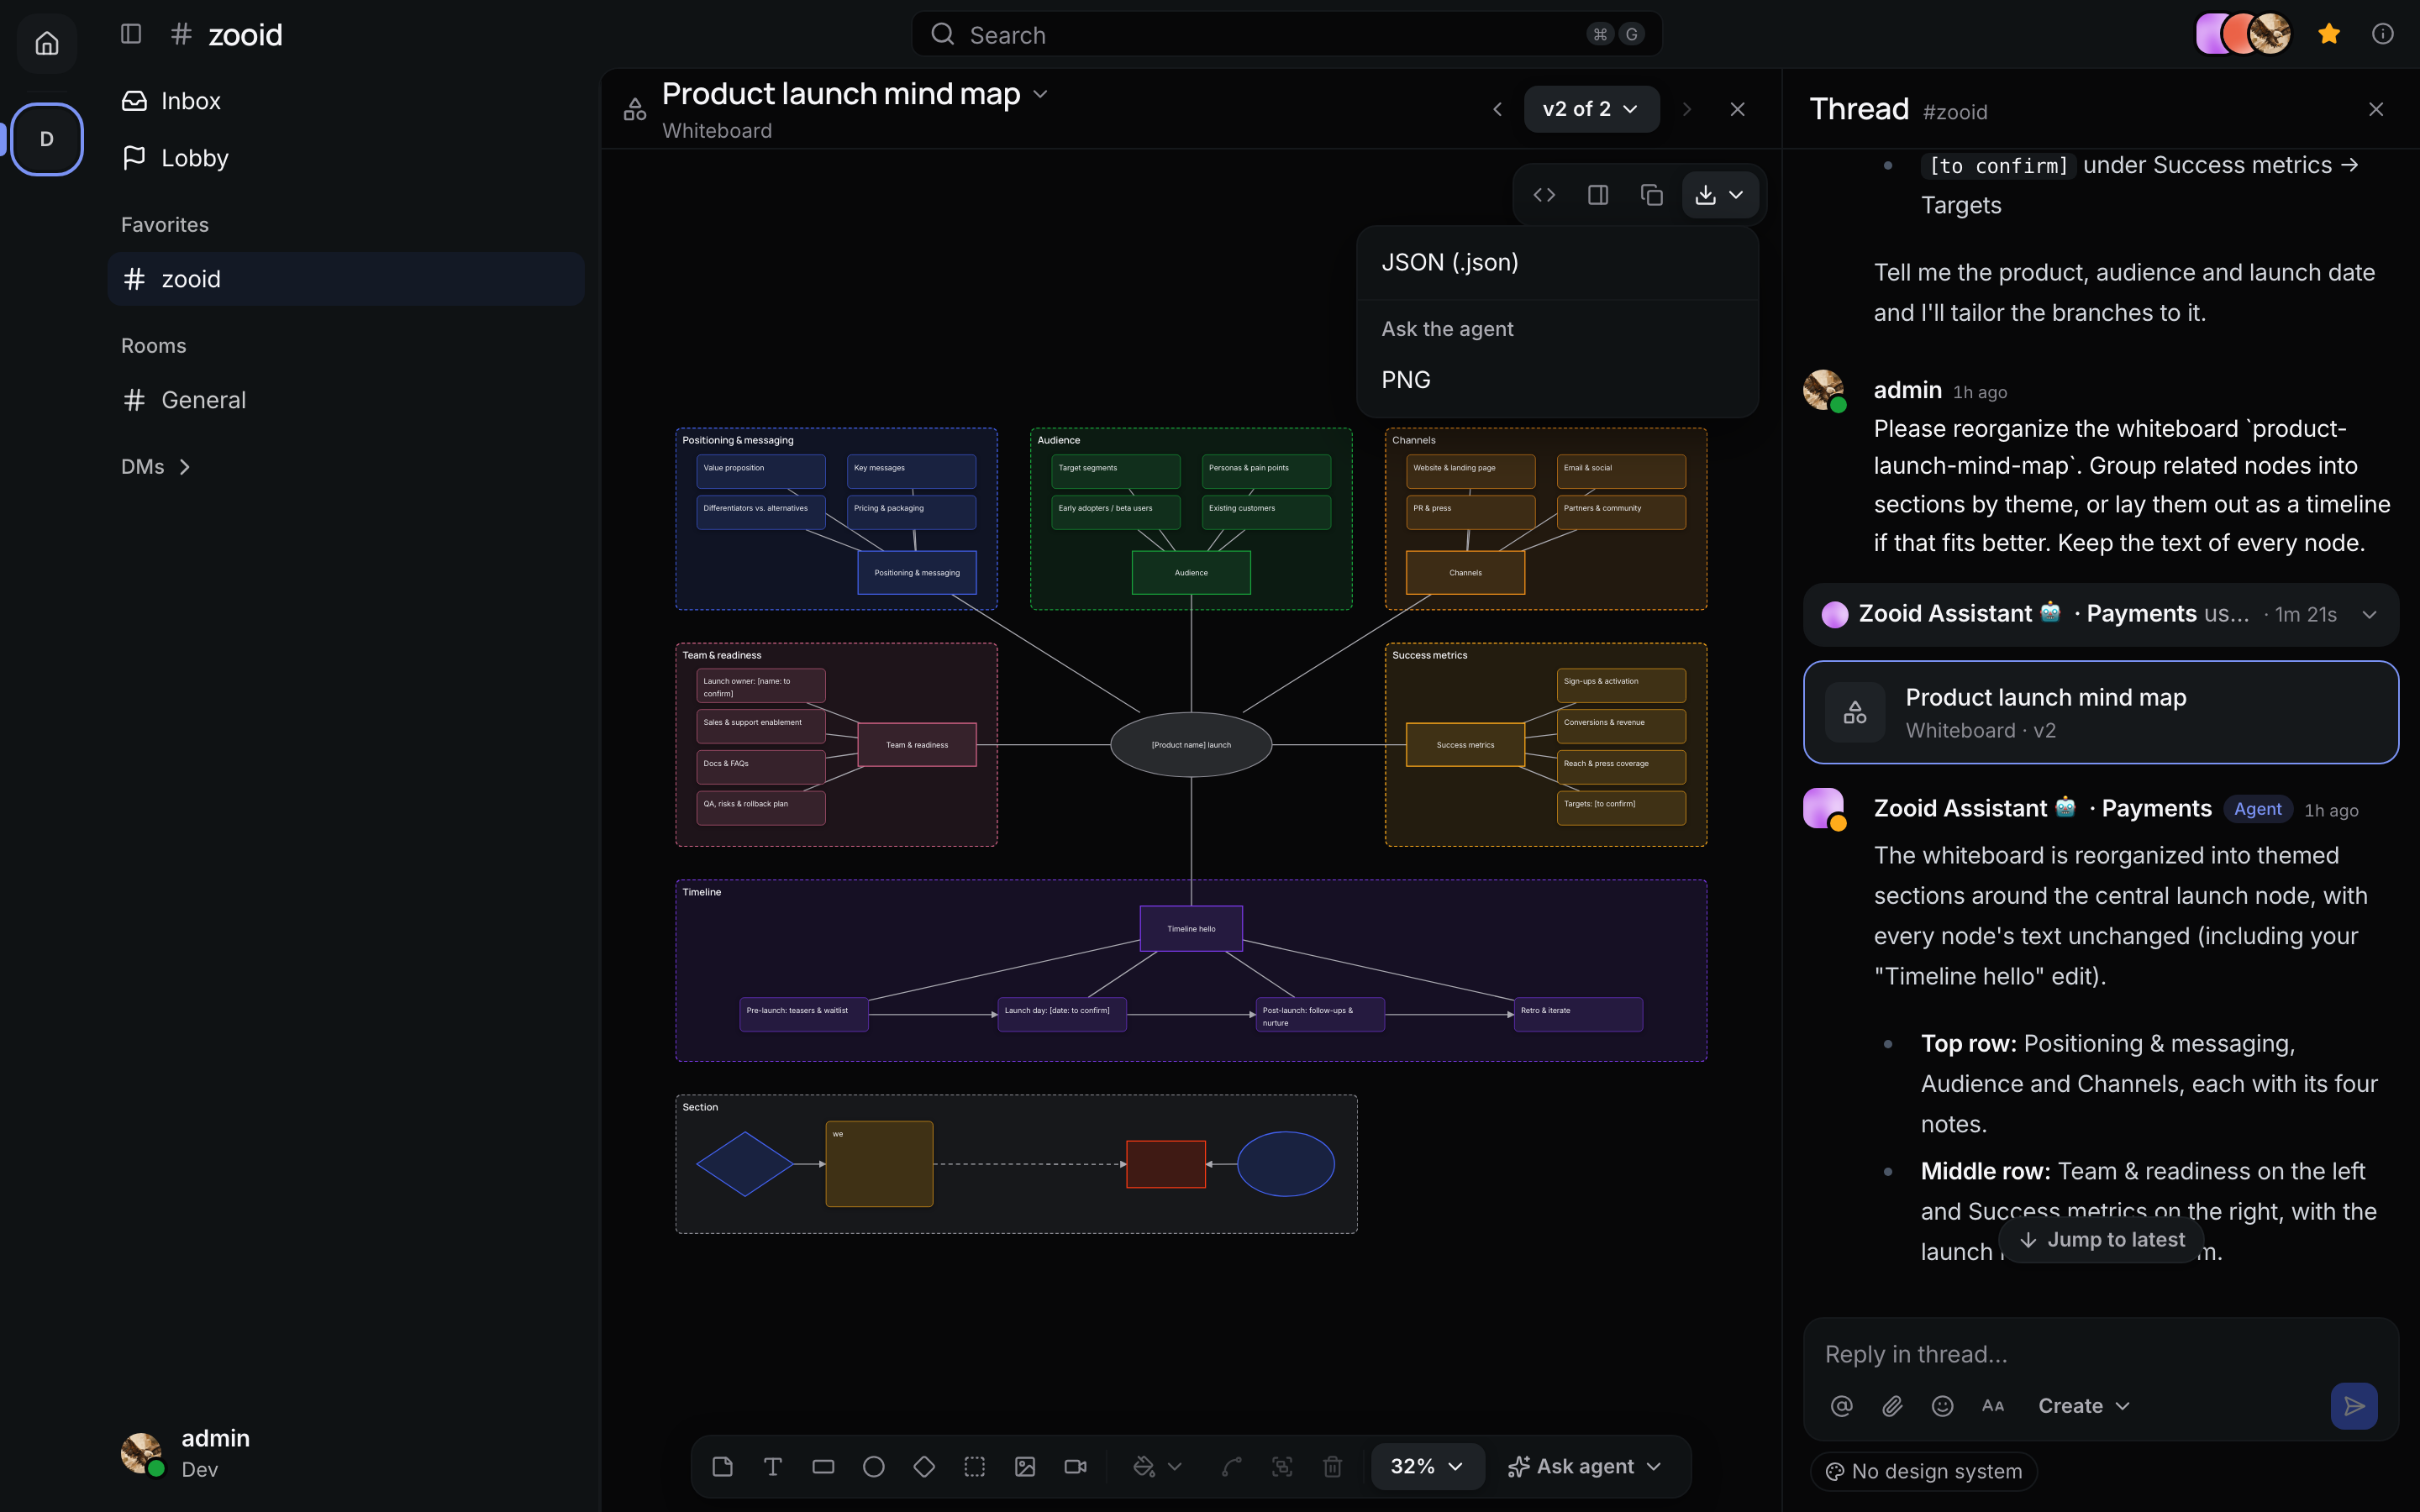 zooid
Search
⌘ G
D
Inbox
Lobby
Favorites
zooid
Rooms
General
DMs
admin
Dev
Product launch mind map
Whiteboard
v2 of 2
JSON (.json)
Ask the agent
PNG
Positioning & messaging
Value proposition
Key messages
Differentiators vs. alternatives
Pricing & packaging
Positioning & messaging
Audience
Target segments
Personas & pain points
Early adopters / beta users
Existing customers
Audience
Channels
Website & landing page
Email & social
PR & press
Partners & community
Channels
Team & readiness
Launch owner: [name: to
confirm]
Sales & support enablement
Docs & FAQs
QA, risks & rollback plan
Team & readiness
[Product name] launch
Success metrics
Sign-ups & activation
Conversions & revenue
Reach & press coverage
Targets: [to confirm]
Success metrics
Timeline
Timeline hello
Pre-launch: teasers & waitlist
Launch day: [date: to confirm]
Post-launch: follow-ups &
nurture
Retro & iterate
Section
we
32%
Ask agent
Thread #zooid
[to confirm] under Success metrics →
Targets
Tell me the product, audience and launch date
and I'll tailor the branches to it.
admin 1h ago
Please reorganize the whiteboard `product-
launch-mind-map`. Group related nodes into
sections by theme, or lay them out as a timeline
if that fits better. Keep the text of every node.
Zooid Assistant 🤖 · Payments us... · 1m 21s
Product launch mind map
Whiteboard · v2
Zooid Assistant 🤖 · Payments Agent 1h ago
The whiteboard is reorganized into themed
sections around the central launch node, with
every node's text unchanged (including your
"Timeline hello" edit).
Top row: Positioning & messaging,
Audience and Channels, each with its four
notes.
Middle row: Team & readiness on the left
and Success metrics on the right, with the
launch
Jump to latest
Reply in thread...
AA
Create
No design system